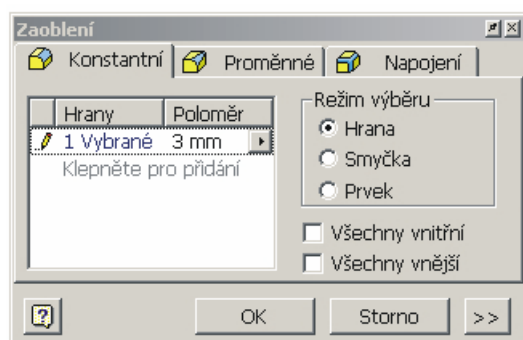 Zaoblení
Konstantní Proměnné Napojení
Hrany Poloměr
1 Vybrané 3 mm
Klepněte pro přidání
Režim výběru
Hrana
Smyčka
Prvek
Všechny vnitřní
Všechny vnější
? OK Storno >>